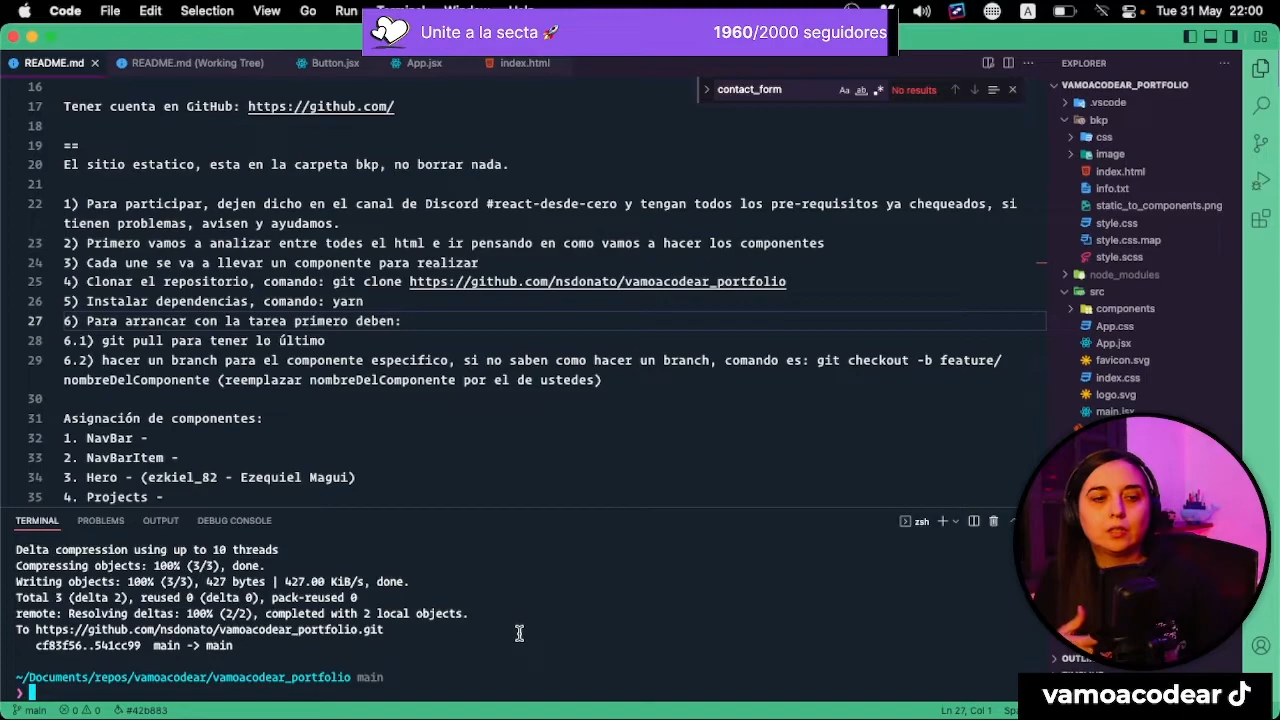 File Edit Selection View Go Run Terminal Window Help
Tue 31 May 22:00
Unite a la secta 🚀 1960/2000 seguidores
README.md
README.md (Working Tree)
Button.jsx
App.jsx
index.html
contact_form
Aa ab .* No results
16
17 Tener cuenta en GitHub: https://github.com/
18
19 ==
20 El sitio estatico, esta en la carpeta bkp, no borrar nada.
21
22 1) Para participar, dejen dicho en el canal de Discord #react-desde-cero y tengan todos los pre-requisitos ya chequeados, si
tienen problemas, avisen y ayudamos.
23 2) Primero vamos a analizar entre todes el html e ir pensando en como vamos a hacer los componentes
24 3) Cada une se va a llevar un componente para realizar
25 4) Clonar el repositorio, comando: git clone https://github.com/nsdonato/vamoacodear_portfolio
26 5) Instalar dependencias, comando: yarn
27 6) Para arrancar con la tarea primero deben:
28 6.1) git pull para tener lo último
29 6.2) hacer un branch para el componente especifico, si no saben como hacer un branch, comando es: git checkout -b feature/
nombreDelComponente (reemplazar nombreDelComponente por el de ustedes)
30
31 Asignación de componentes:
32 1. NavBar -
33 2. NavBarItem -
34 3. Hero - (ezkiel_82 - Ezequiel Magui)
35 4. Projects -
EXPLORER
VAMOACODEAR_PORTFOLIO
.vscode
bkp
css
image
index.html
info.txt
static_to_components.png
style.css
style.css.map
style.scss
node_modules
src
components
App.css
App.jsx
favicon.svg
index.css
logo.svg
main.jsx
TERMINAL PROBLEMS OUTPUT DEBUG CONSOLE
zsh
Delta compression using up to 10 threads
Compressing objects: 100% (3/3), done.
Writing objects: 100% (3/3), 427 bytes | 427.00 KiB/s, done.
Total 3 (delta 2), reused 0 (delta 0), pack-reused 0
remote: Resolving deltas: 100% (2/2), completed with 2 local objects.
To https://github.com/nsdonato/vamoacodear_portfolio.git
cf83f56..541cc99 main -> main
~/Documents/repos/vamoacodear/vamoacodear_portfolio main
❯
main 0 0 #42b883
Ln 27, Col 1
vamoacodear